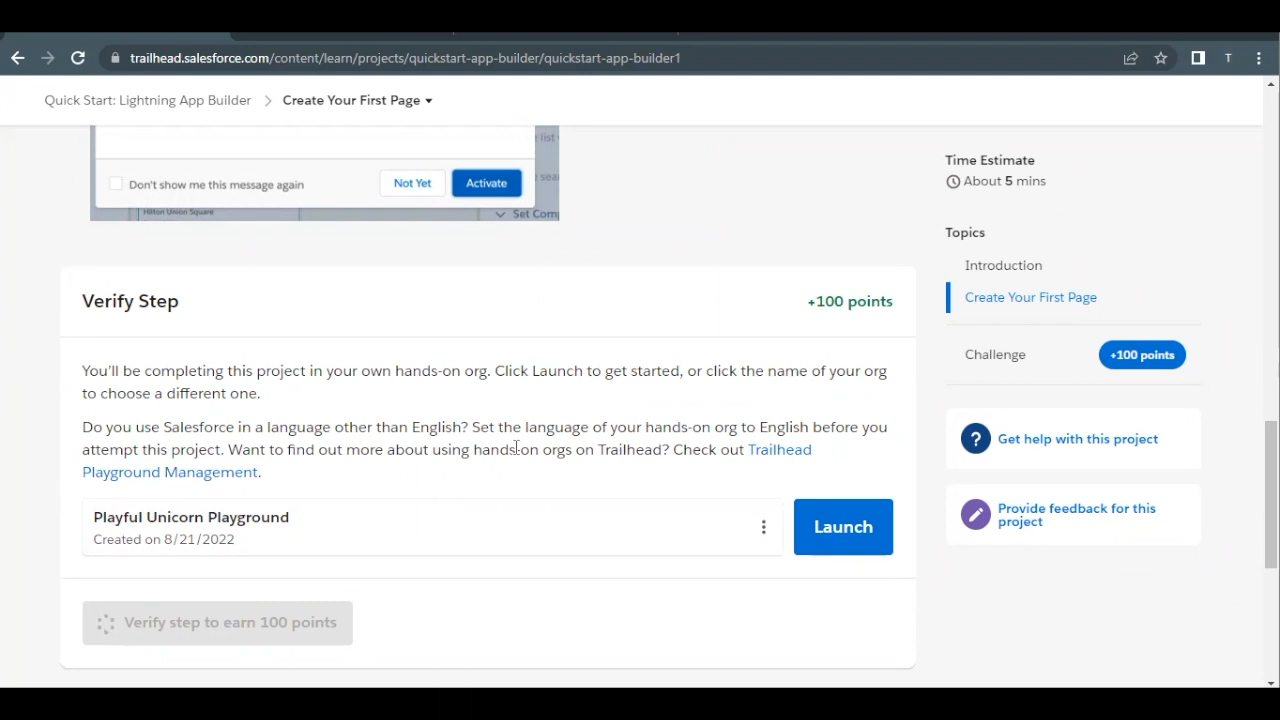 trailhead.salesforce.com/content/learn/projects/quickstart-app-builder/quickstart-app-builder1
T
Quick Start: Lightning App Builder > Create Your First Page
e list
Don't show me this message again
Not Yet
Activate
Hilton Union Square
Set Comp
Time Estimate
About 5 mins
Topics
Introduction
Create Your First Page
Challenge
+100 points
? Get help with this project
Provide feedback for this
project
Verify Step
+100 points
You'll be completing this project in your own hands-on org. Click Launch to get started, or click the name of your org
to choose a different one.
Do you use Salesforce in a language other than English? Set the language of your hands-on org to English before you
attempt this project. Want to find out more about using hands-on orgs on Trailhead? Check out Trailhead
Playground Management.
Playful Unicorn Playground
Created on 8/21/2022
Launch
Verify step to earn 100 points